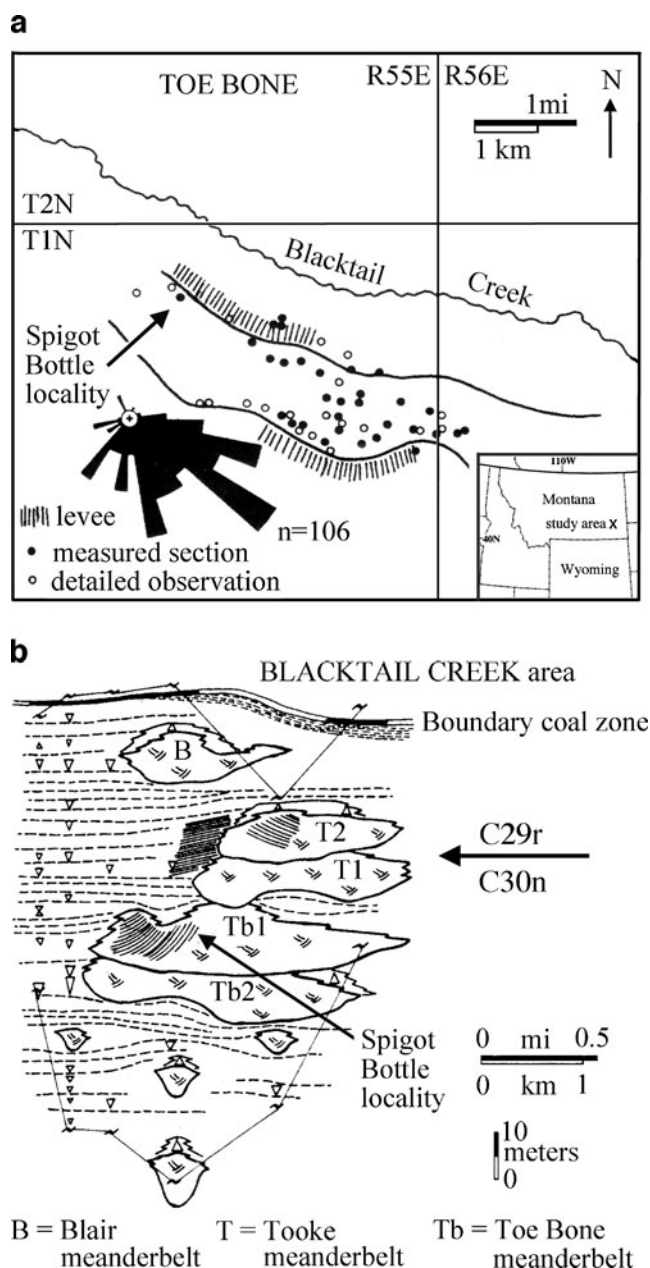 a
TOE BONE
R55E
R56E
1mi
1 km
N
T2N
T1N
Blacktail
Creek
Spigot
Bottle
locality
n=106
levee
measured section
detailed observation
110W
Montana
study area x
40N
Wyoming
b
BLACKTAIL CREEK area
Boundary coal zone
B
T2
T1
C29r
C30n
Tb1
Tb2
Spigot
Bottle
locality
0 mi 0.5
0 km 1
10
meters
0
B = Blair
meanderbelt
T = Tooke
meanderbelt
Tb = Toe Bone
meanderbelt